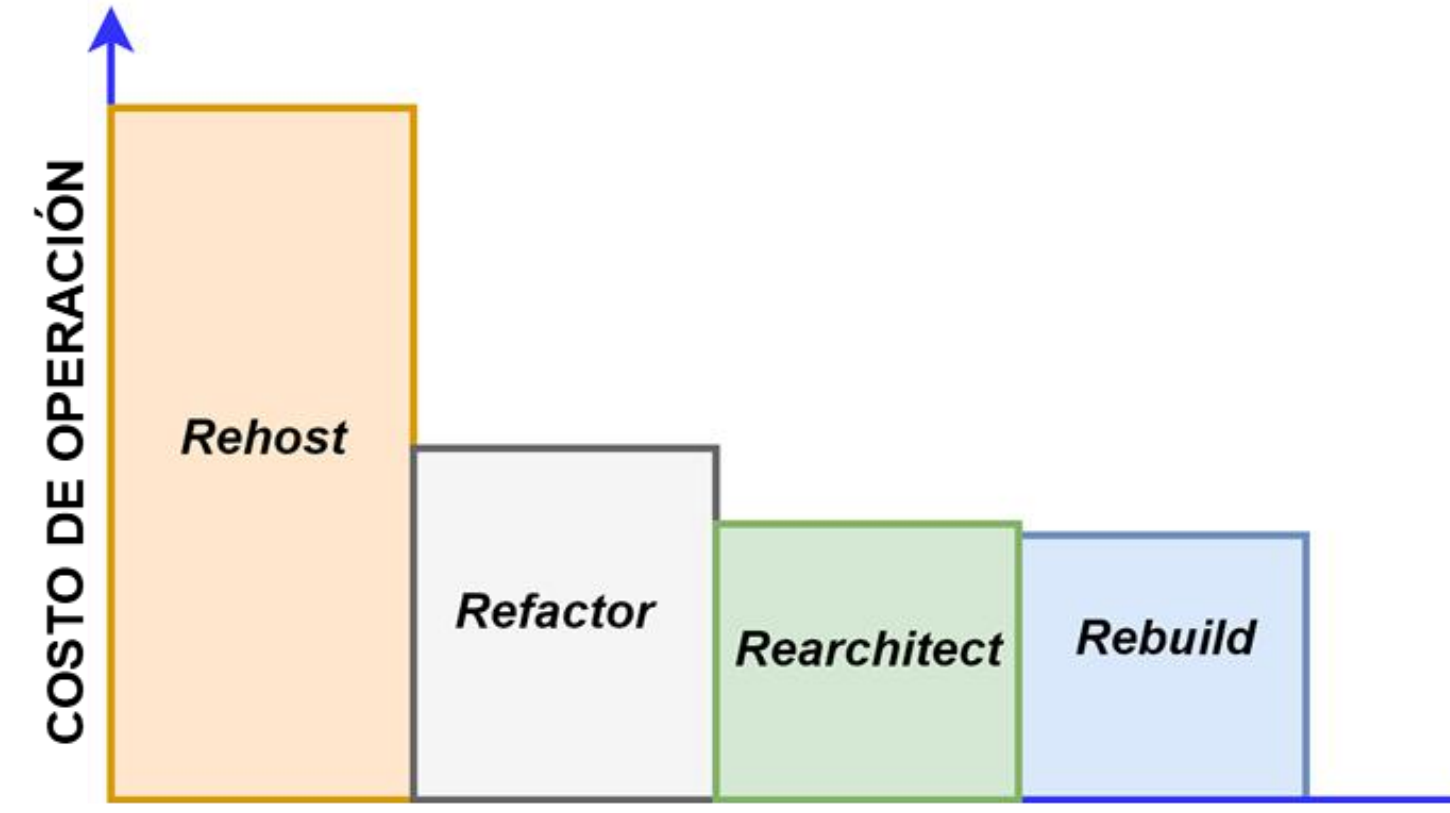 COSTO DE OPERACIÓN
Rehost
Refactor
Rearchitect
Rebuild